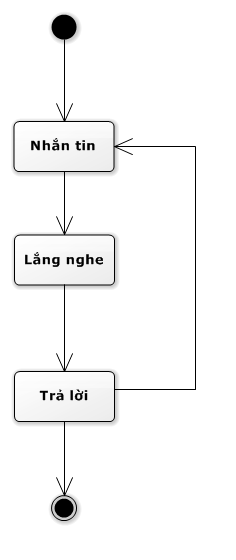 Nhắn tin
Lắng nghe
Trả lời